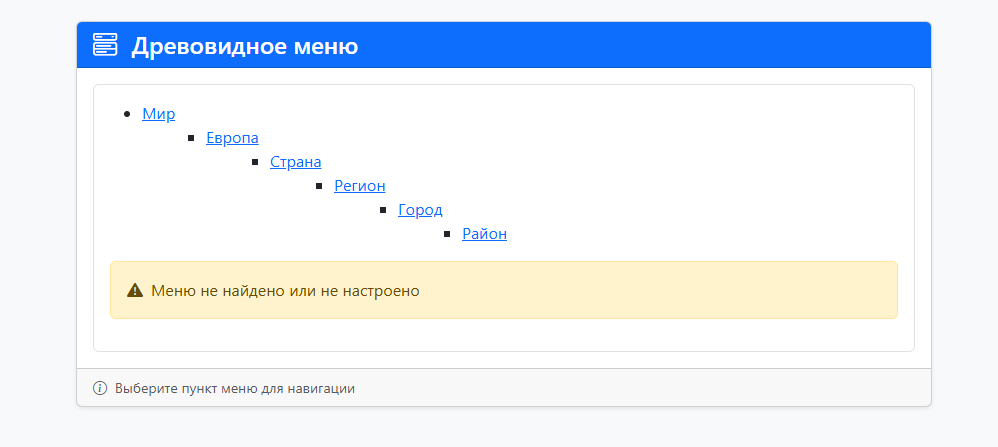 Древовидное меню
Мир
Европа
Страна
Регион
Город
Район
Меню не найдено или не настроено
Выберите пункт меню для навигации